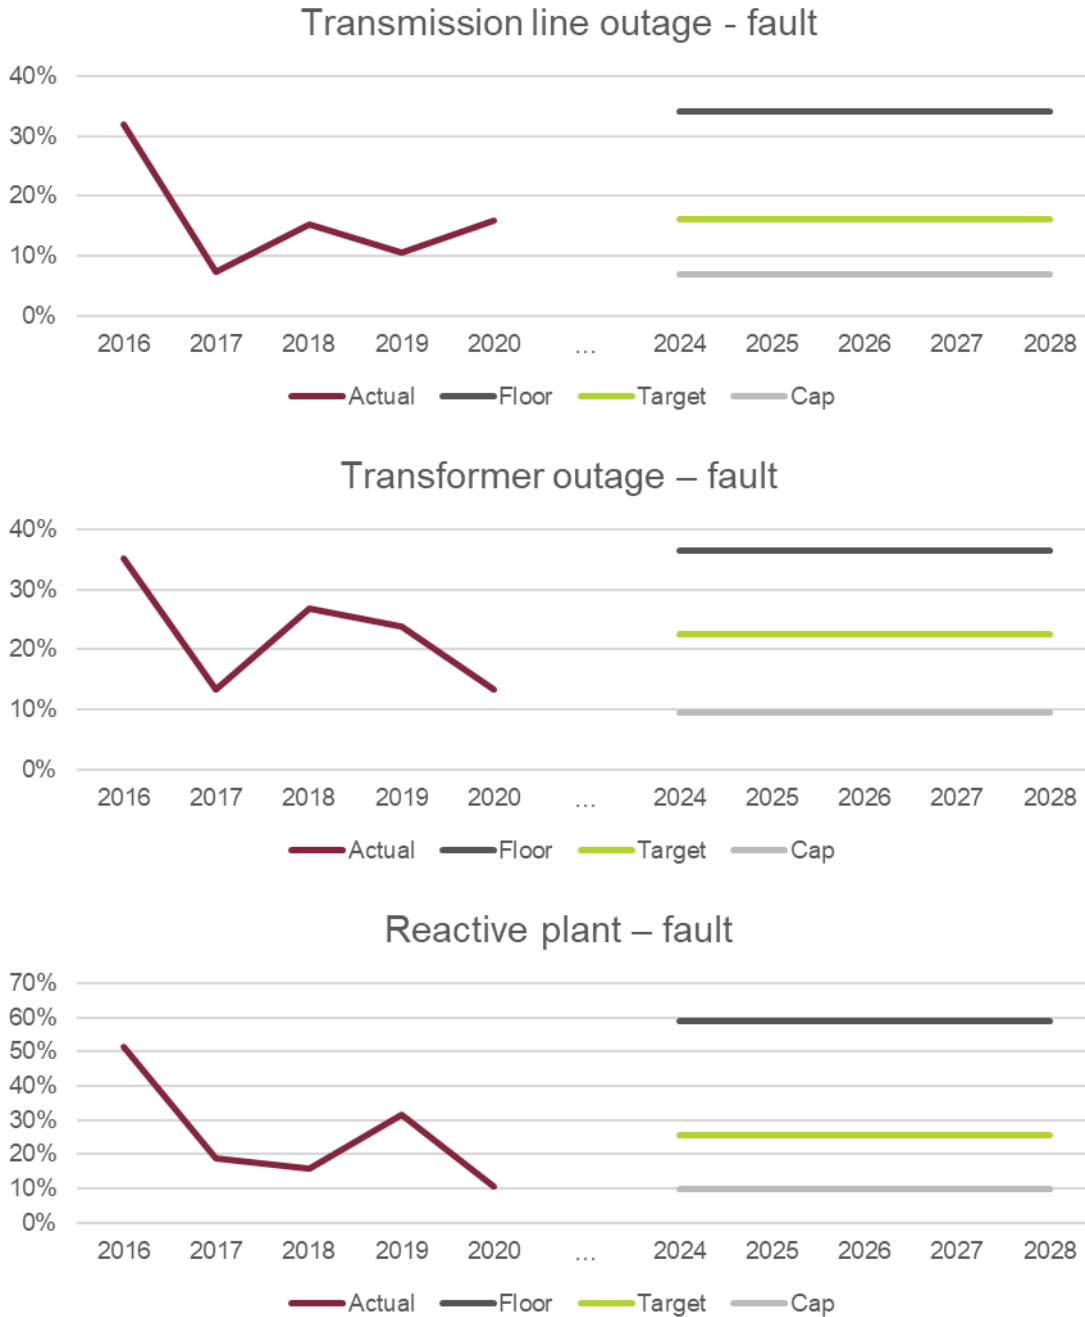 Transmission line outage - fault
40%
30%
20%
10%
0%
2016 2017 2018 2019 2020 ... 2024 2025 2026 2027 2028
Actual Floor Target Cap
Transformer outage – fault
40%
30%
20%
10%
0%
2016 2017 2018 2019 2020 ... 2024 2025 2026 2027 2028
Actual Floor Target Cap
Reactive plant – fault
70%
60%
50%
40%
30%
20%
10%
0%
2016 2017 2018 2019 2020 ... 2024 2025 2026 2027 2028
Actual Floor Target Cap